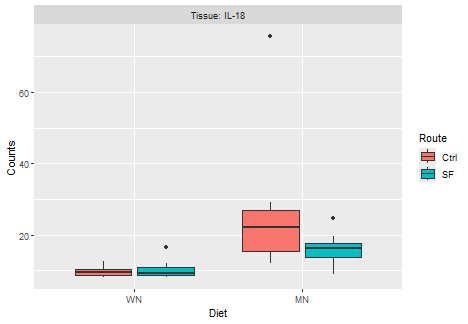 Tissue: IL-18
60
40
20
Counts
WN
MN
Diet
Route
Ctrl
SF